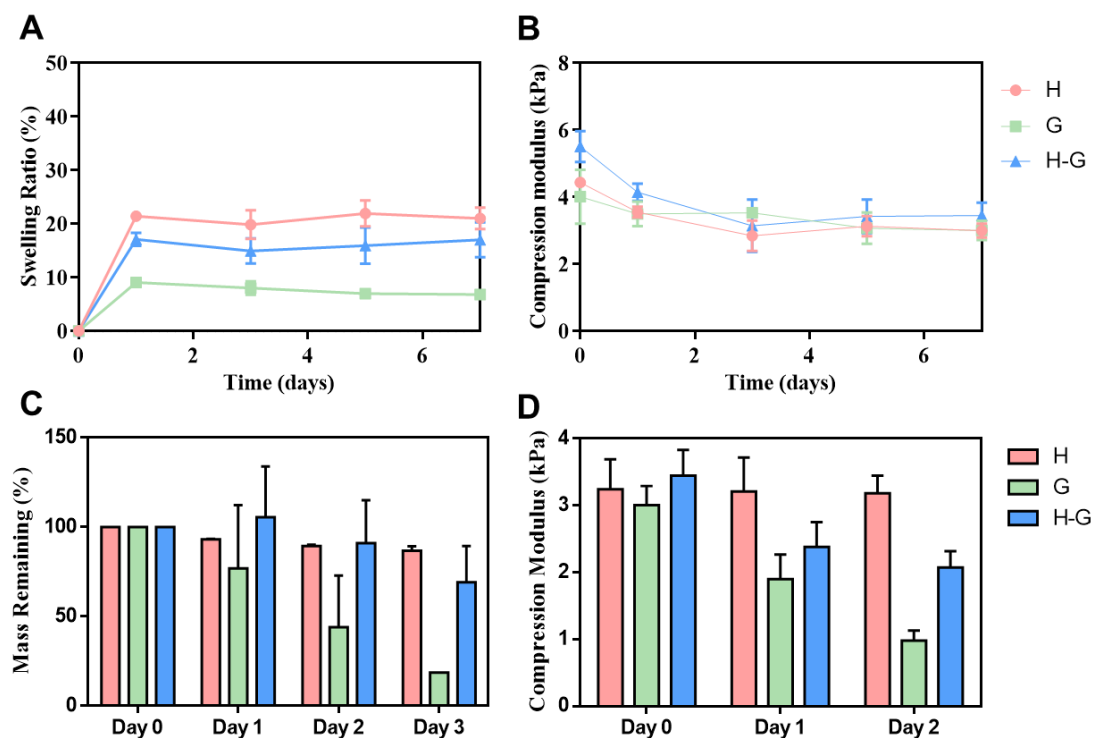 A
Swelling Ratio (%)
50
40
30
20
10
0
0 2 4 6
Time (days)
B
Compression modulus (kPa)
8
6
4
2
0
0 2 4 6
Time (days)
H
G
H-G
C
Mass Remaining (%)
150
100
50
0
Day 0 Day 1 Day 2 Day 3
D
Compression Modulus (kPa)
4
3
2
1
0
Day 0 Day 1 Day 2
H
G
H-G